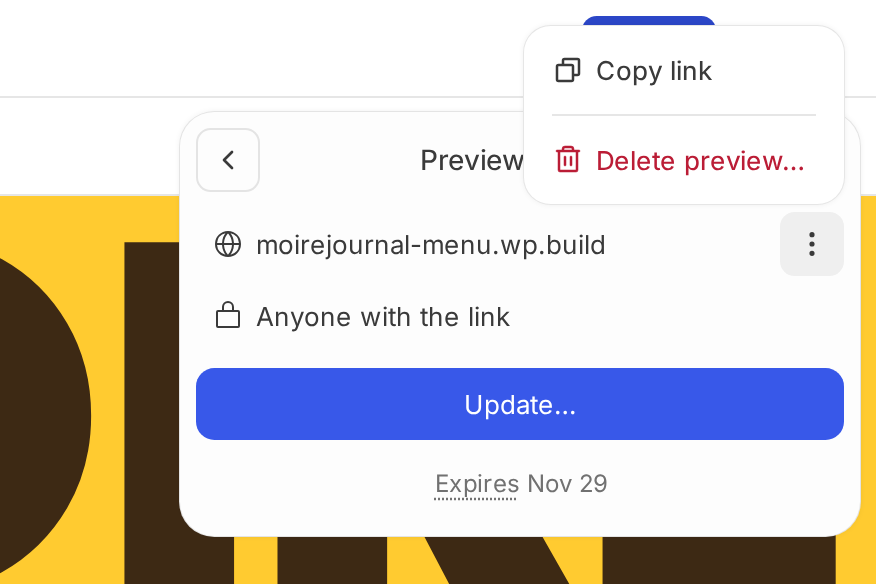 Copy link
Delete preview...
Preview
moirejournal-menu.wp.build
Anyone with the link
Update...
Expires Nov 29